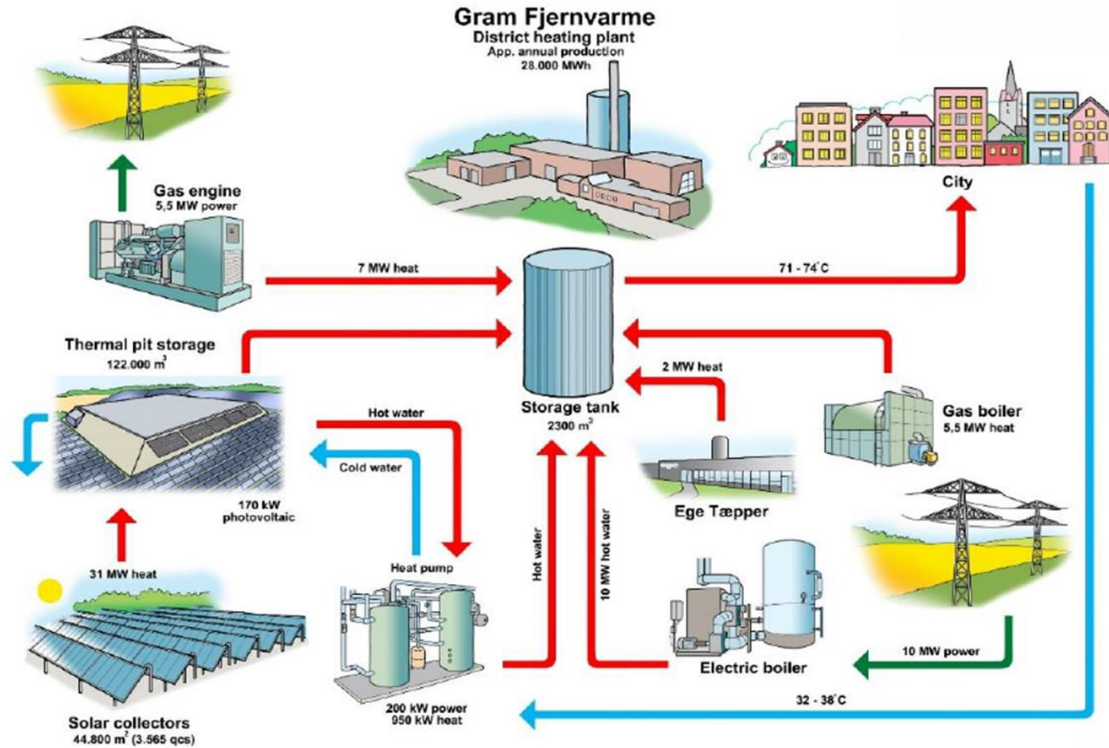 Gram Fjernvarme
District heating plant
App. annual production
28.000 MWh
Gas engine
5,5 MW power
City
7 MW heat
71 - 74°C
Thermal pit storage
122.000 m³
2 MW heat
Storage tank
2300 m³
Gas boiler
5,5 MW heat
Hot water
Cold water
170 kW
photovoltaic
ege
Ege Tæpper
31 MW heat
Heat pump
Hot water
10 MW hot water
Electric boiler
10 MW power
200 kW power
950 kW heat
32 - 38°C
Solar collectors
44.800 m² (3.565 qcs)